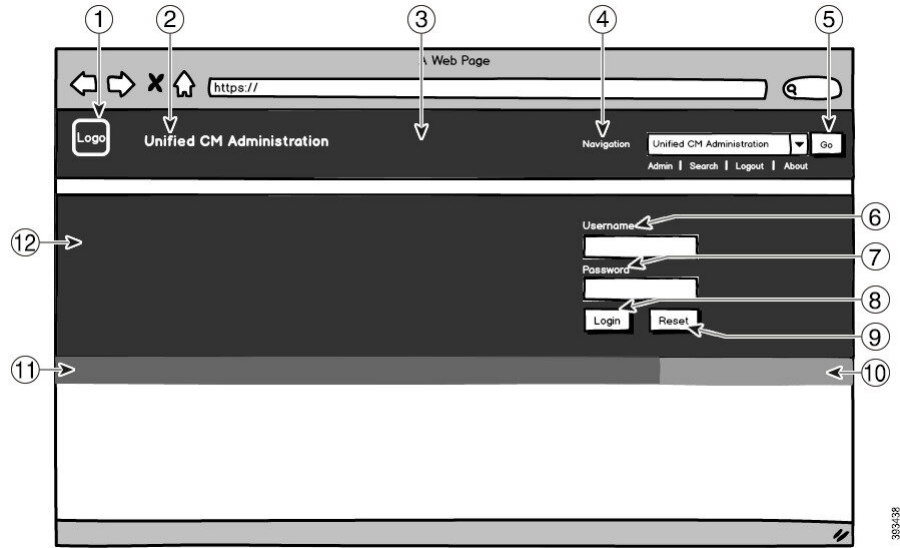 1 2 3 4 5
A Web Page
https://
Logo Unified CM Administration Navigation Unified CM Administration Go
Admin | Search | Logout | About
Username 6
12
Password 7
8
Login Reset
9
11 10
393438